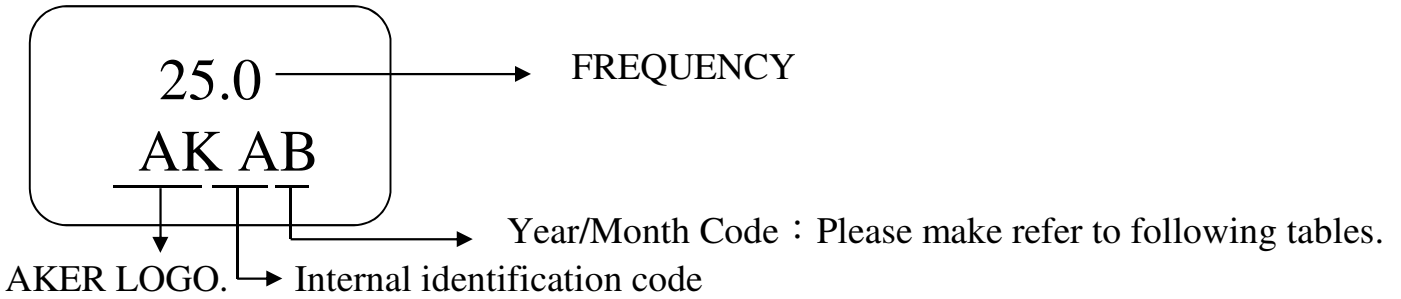 25.0 FREQUENCY
AK AB
Year/Month Code：Please make refer to following tables.
AKER LOGO. Internal identification code